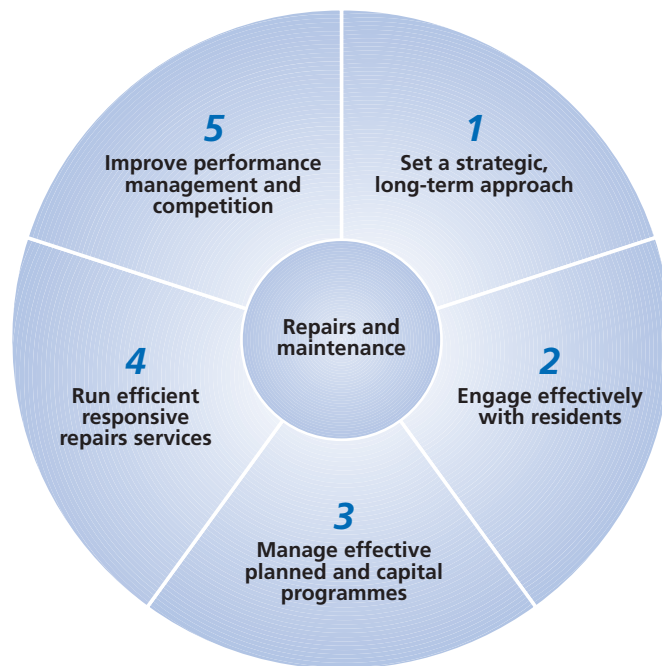 1
Set a strategic,
long-term approach
2
Engage effectively
with residents
3
Manage effective
planned and capital
programmes
4
Run efficient
responsive
repairs services
5
Improve performance
management and
competition
Repairs and
maintenance